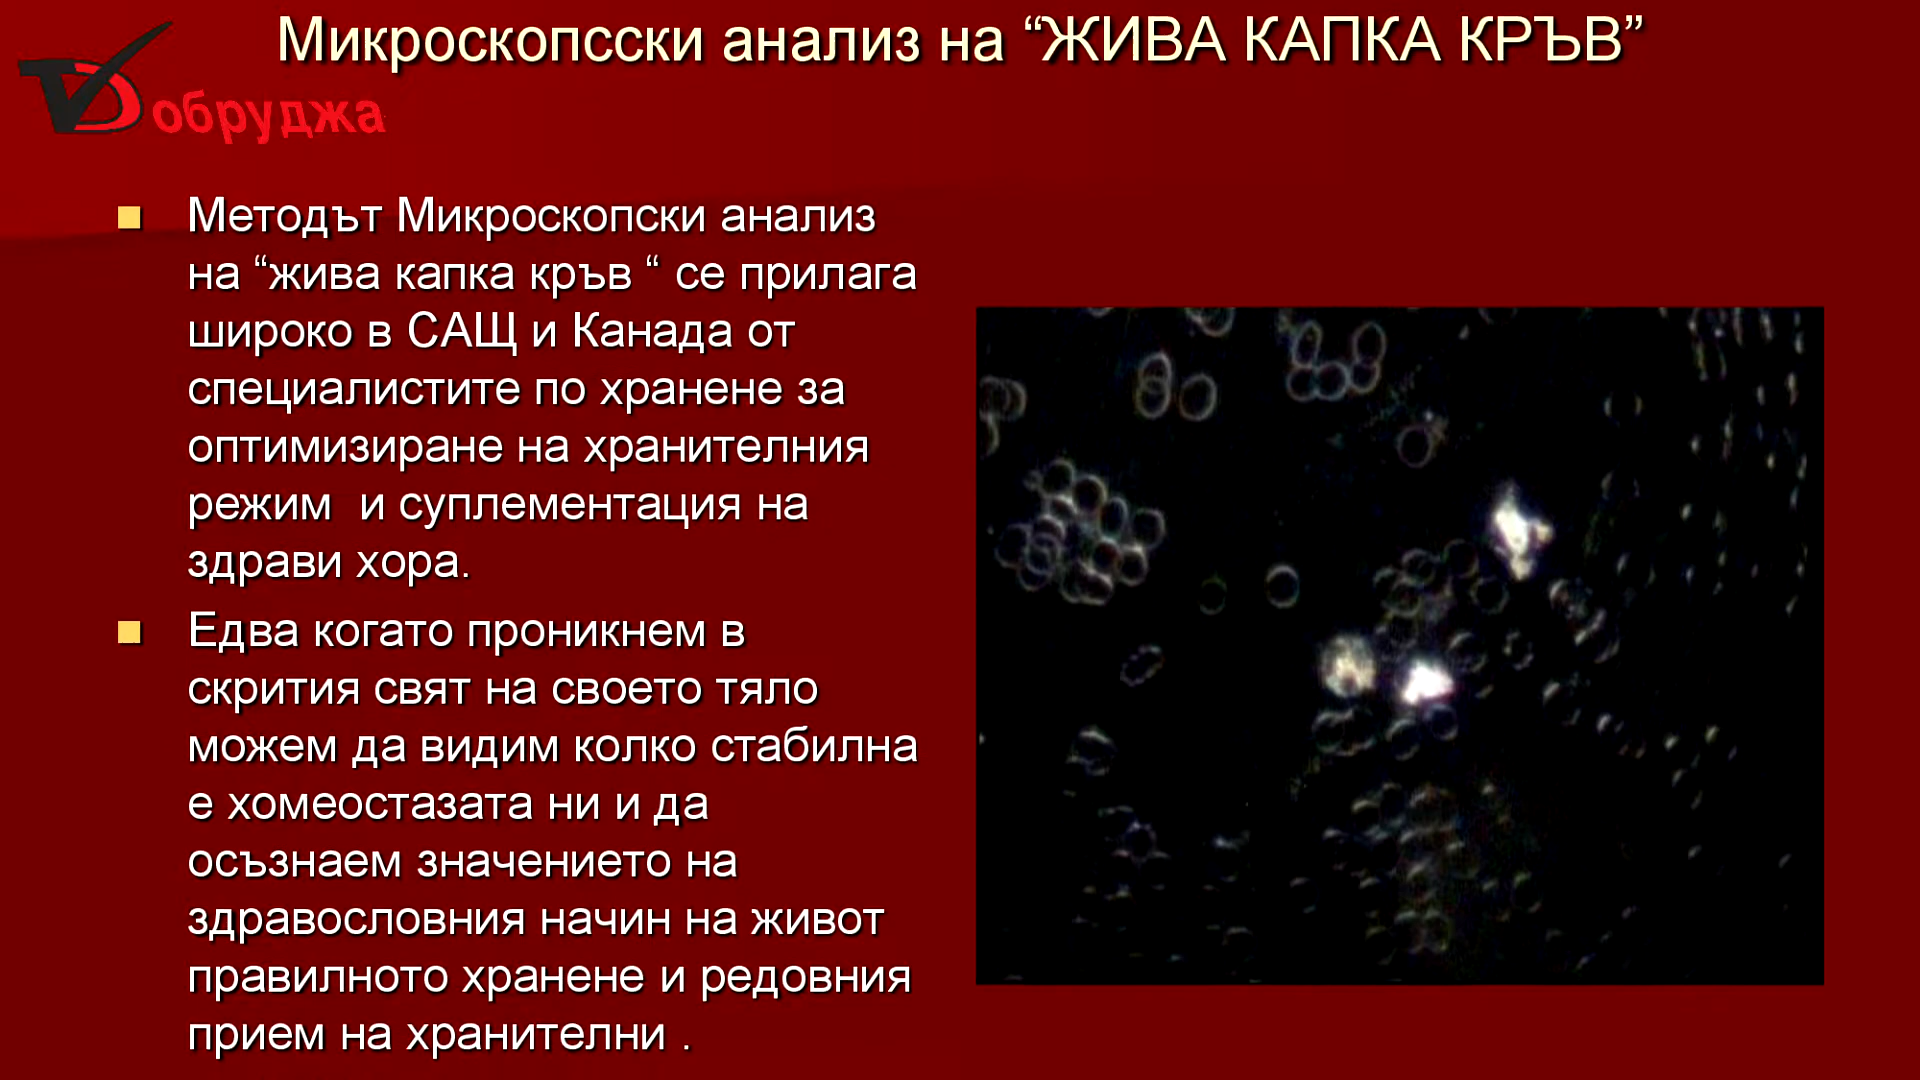 Микроскопсски анализ на “ЖИВА КАПКА КРЪВ”
Dобруджа
Методът Микроскопски анализ
на “жива капка кръв “ се прилага
широко в САЩ и Канада от
специалистите по хранене за
оптимизиране на хранителния
режим  и суплементация на
здрави хора.
Едва когато проникнем в
скрития свят на своето тяло
можем да видим колко стабилна
е хомеостазата ни и да
осъзнаем значението на
здравословния начин на живот
правилното хранене и редовния
прием на хранителни .